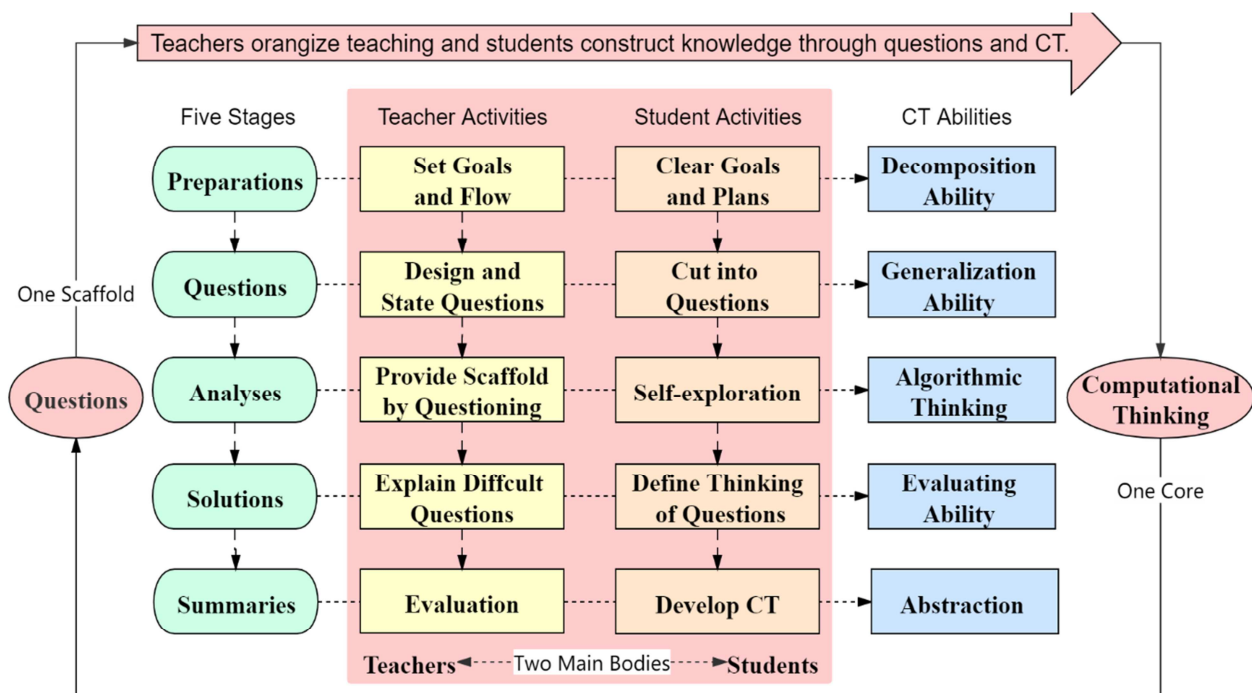 Teachers orangize teaching and students construct knowledge through questions and CT.
Five Stages
Teacher Activities
Student Activities
CT Abilities
Preparations
Set Goals
and Flow
Clear Goals
and Plans
Decomposition
Ability
One Scaffold
Questions
Design and
State Questions
Cut into
Questions
Generalization
Ability
Questions
Analyses
Provide Scaffold
by Questioning
Self-exploration
Algorithmic
Thinking
Computational
Thinking
Solutions
Explain Diffcult
Questions
Define Thinking
of Questions
Evaluating
Ability
One Core
Summaries
Evaluation
Develop CT
Abstraction
Teachers
Two Main Bodies
Students